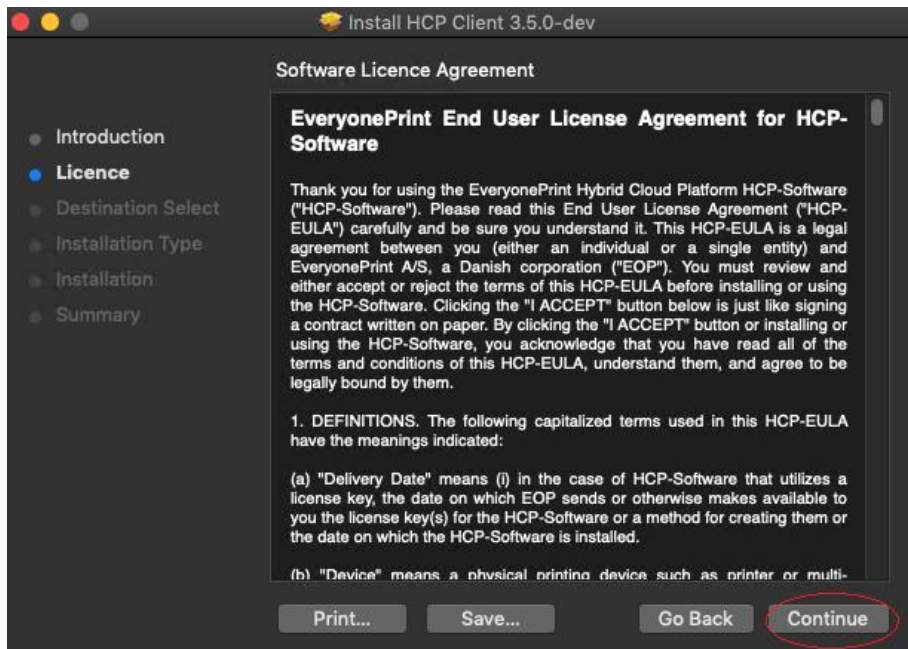 Install HCP Client 3.5.0-dev
Software Licence Agreement
Introduction
Licence
Destination Select
Installation Type
Installation
Summary
EveryonePrint End User License Agreement for HCP-
Software
Thank you for using the EveryonePrint Hybrid Cloud Platform HCP-Software
("HCP-Software"). Please read this End User License Agreement ("HCP-
EULA") carefully and be sure you understand it. This HCP-EULA is a legal
agreement between you (either an individual or a single entity) and
EveryonePrint A/S, a Danish corporation ("EOP"). You must review and
either accept or reject the terms of this HCP-EULA before installing or using
the HCP-Software. Clicking the "I ACCEPT" button below is just like signing
a contract written on paper. By clicking the "I ACCEPT" button or installing or
using the HCP-Software, you acknowledge that you have read all of the
terms and conditions of this HCP-EULA, understand them, and agree to be
legally bound by them.
1. DEFINITIONS. The following capitalized terms used in this HCP-EULA
have the meanings indicated:
(a) "Delivery Date" means (i) in the case of HCP-Software that utilizes a
license key, the date on which EOP sends or otherwise makes available to
you the license key(s) for the HCP-Software or a method for creating them or
the date on which the HCP-Software is installed.
(b) "Device" means a physical printing device such as printer or multi-
Print...
Save...
Go Back
Continue